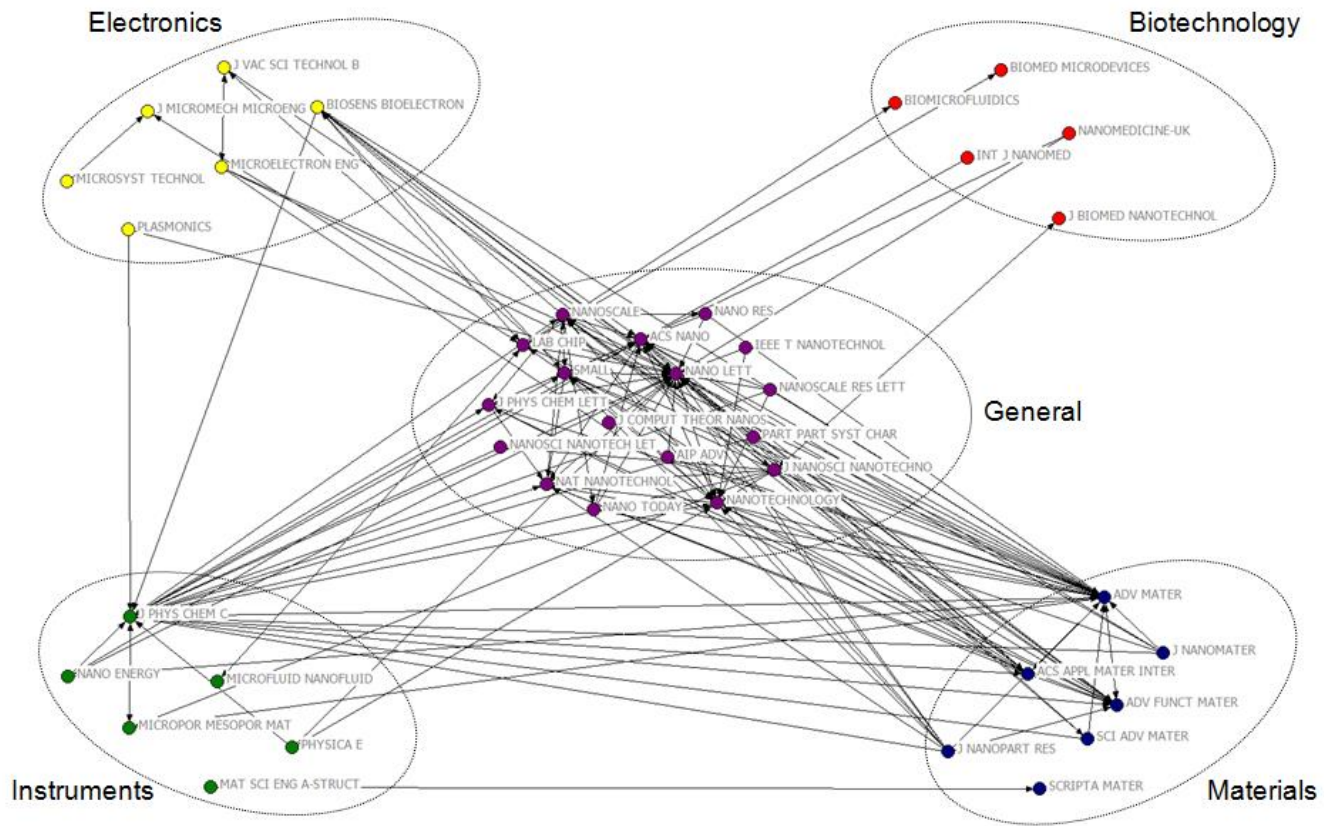 Electronics
Biotechnology
J VAC SCI TECHNOL B
BIOMED MICRODEVICES
J MICROMECH MICROENG
BIOSENS BIOELECTRON
BIOMICROFLUIDICS
NANOMEDICINE-UK
MICROELECTRON ENG
INT J NANOMED
MICROSYST TECHNOL
PLASMONICS
J BIOMED NANOTECHNOL
NANOSCALE
NANO RES
LAB CHIP
ACS NANO
IEEE T NANOTECHNOL
SMALL
NANO LETT
NANOSCALE RES LETT
J PHYS CHEM LETT
General
J COMPUT THEOR NANOS
PART PART SYST CHAR
NANOSCI NANOTECH LET
AIP ADV
J NANOSCI NANOTECHNO
NAT NANOTECHNOL
NANO TODAY
NANOTECHNOLOGY
J PHYS CHEM C
ADV MATER
NANO ENERGY
MICROFLUID NANOFLUID
J NANOMATER
ACS APPL MATER INTER
ADV FUNCT MATER
MICROPOR MESOPOR MAT
PHYSICA E
SCI ADV MATER
J NANOPART RES
MAT SCI ENG A-STRUCT
SCRIPTA MATER
Instruments
Materials